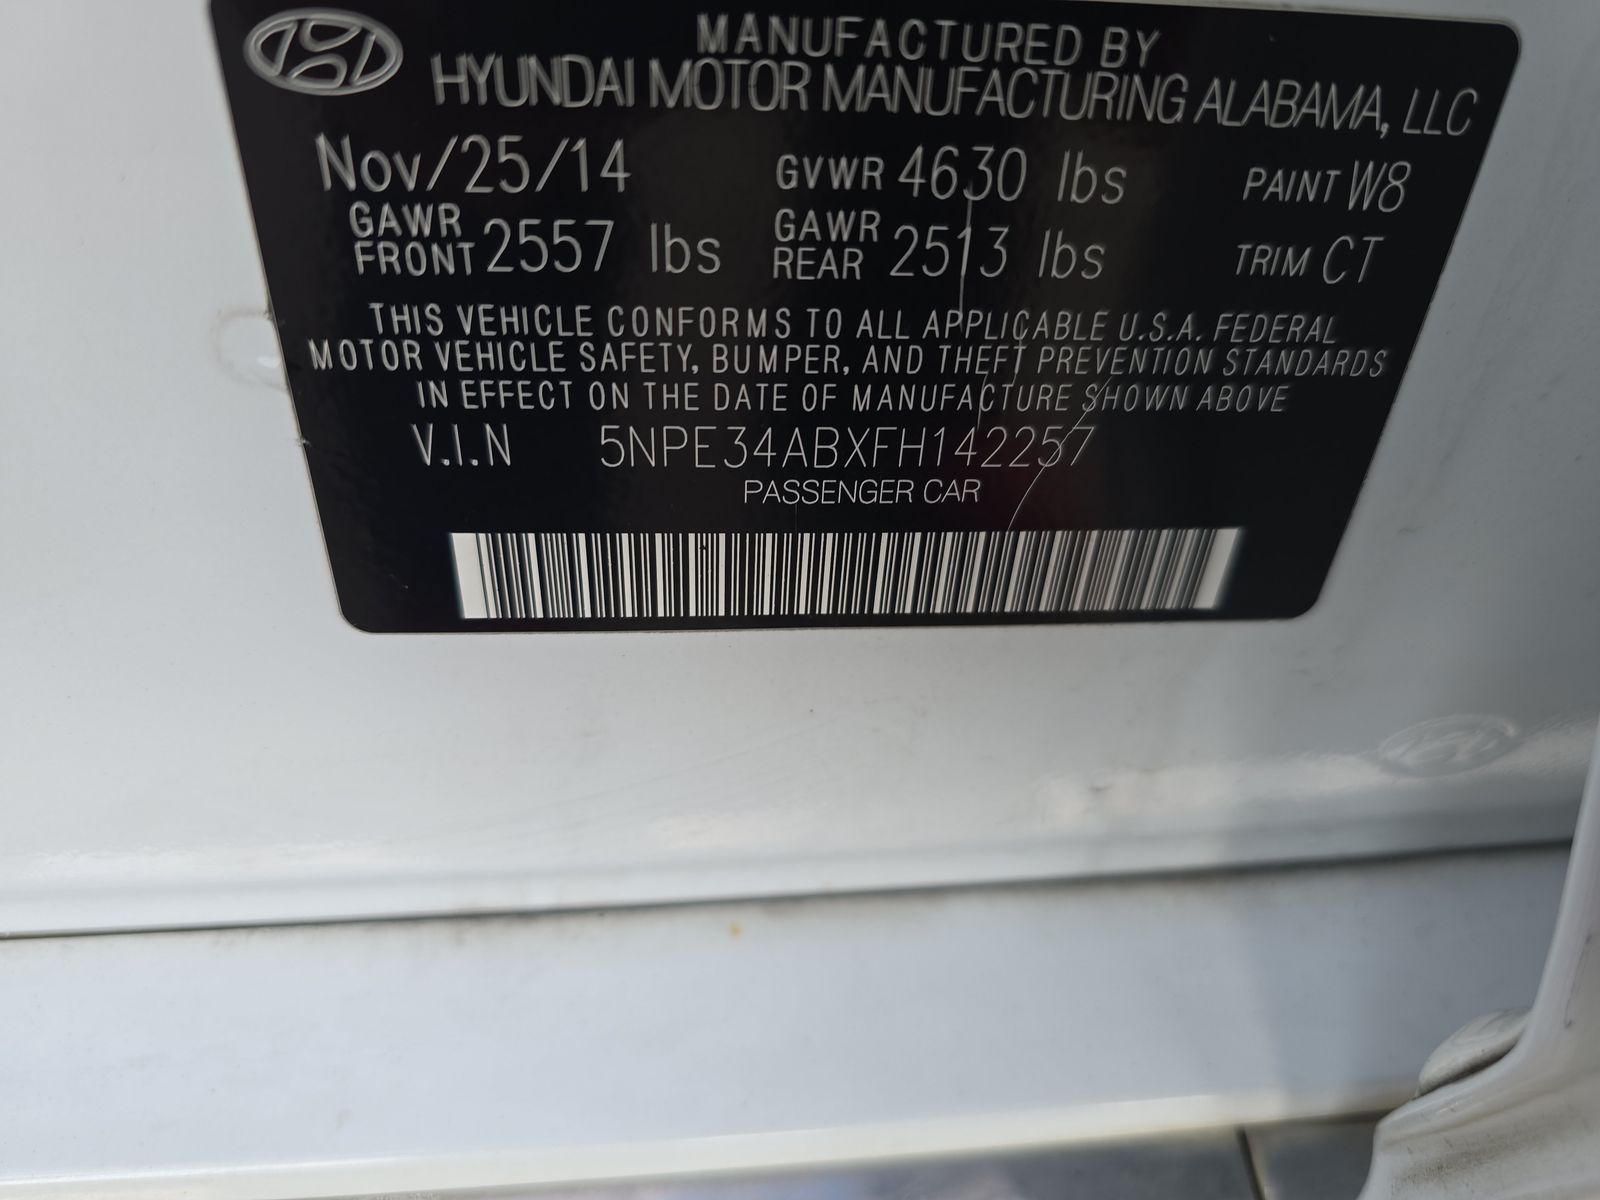 MANUFACTURED BY
HYUNDAI MOTOR MANUFACTURING ALABAMA, LLC
Nov/25/14 GVWR 4630 lbs PAINT W8
GAWR FRONT 2557 lbs GAWR REAR 2513 lbs TRIM CT
THIS VEHICLE CONFORMS TO ALL APPLICABLE U.S.A. FEDERAL
MOTOR VEHICLE SAFETY, BUMPER, AND THEFT PREVENTION STANDARDS
IN EFFECT ON THE DATE OF MANUFACTURE SHOWN ABOVE
V.I.N 5NPE34ABXFH142257
PASSENGER CAR